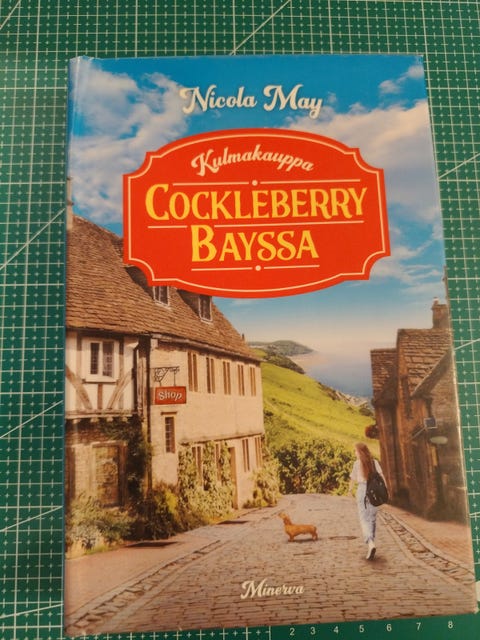 Nicola May
Kulmakauppa
COCKLEBERRY
BAYSSA
Shop
Minerva
2 3 4 5 6 7 8